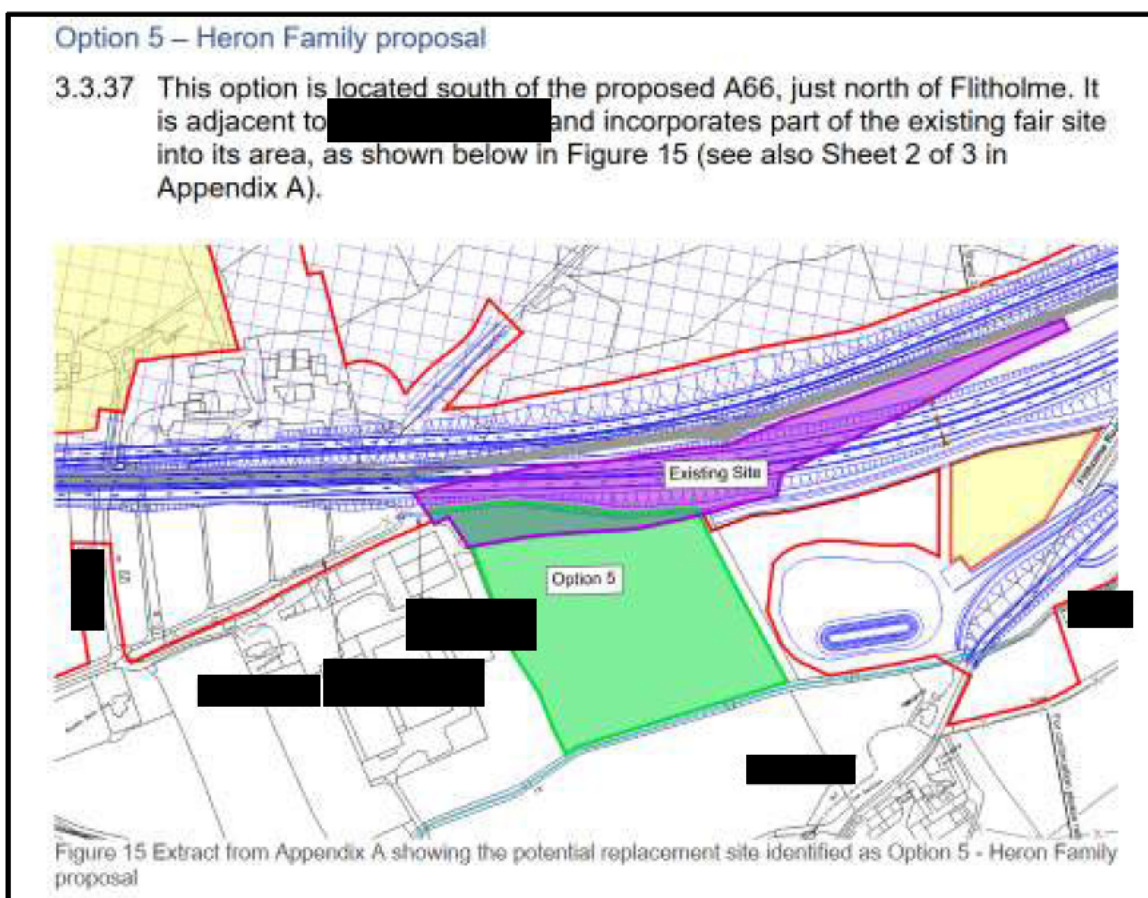 Option 5 – Heron Family proposal
3.3.37 This option is located south of the proposed A66, just north of Flitholme. It
is adjacent to and incorporates part of the existing fair site
into its area, as shown below in Figure 15 (see also Sheet 2 of 3 in
Appendix A).
Existing Site
Option 5
Figure 15 Extract from Appendix A showing the potential replacement site identified as Option 5 - Heron Family
proposal